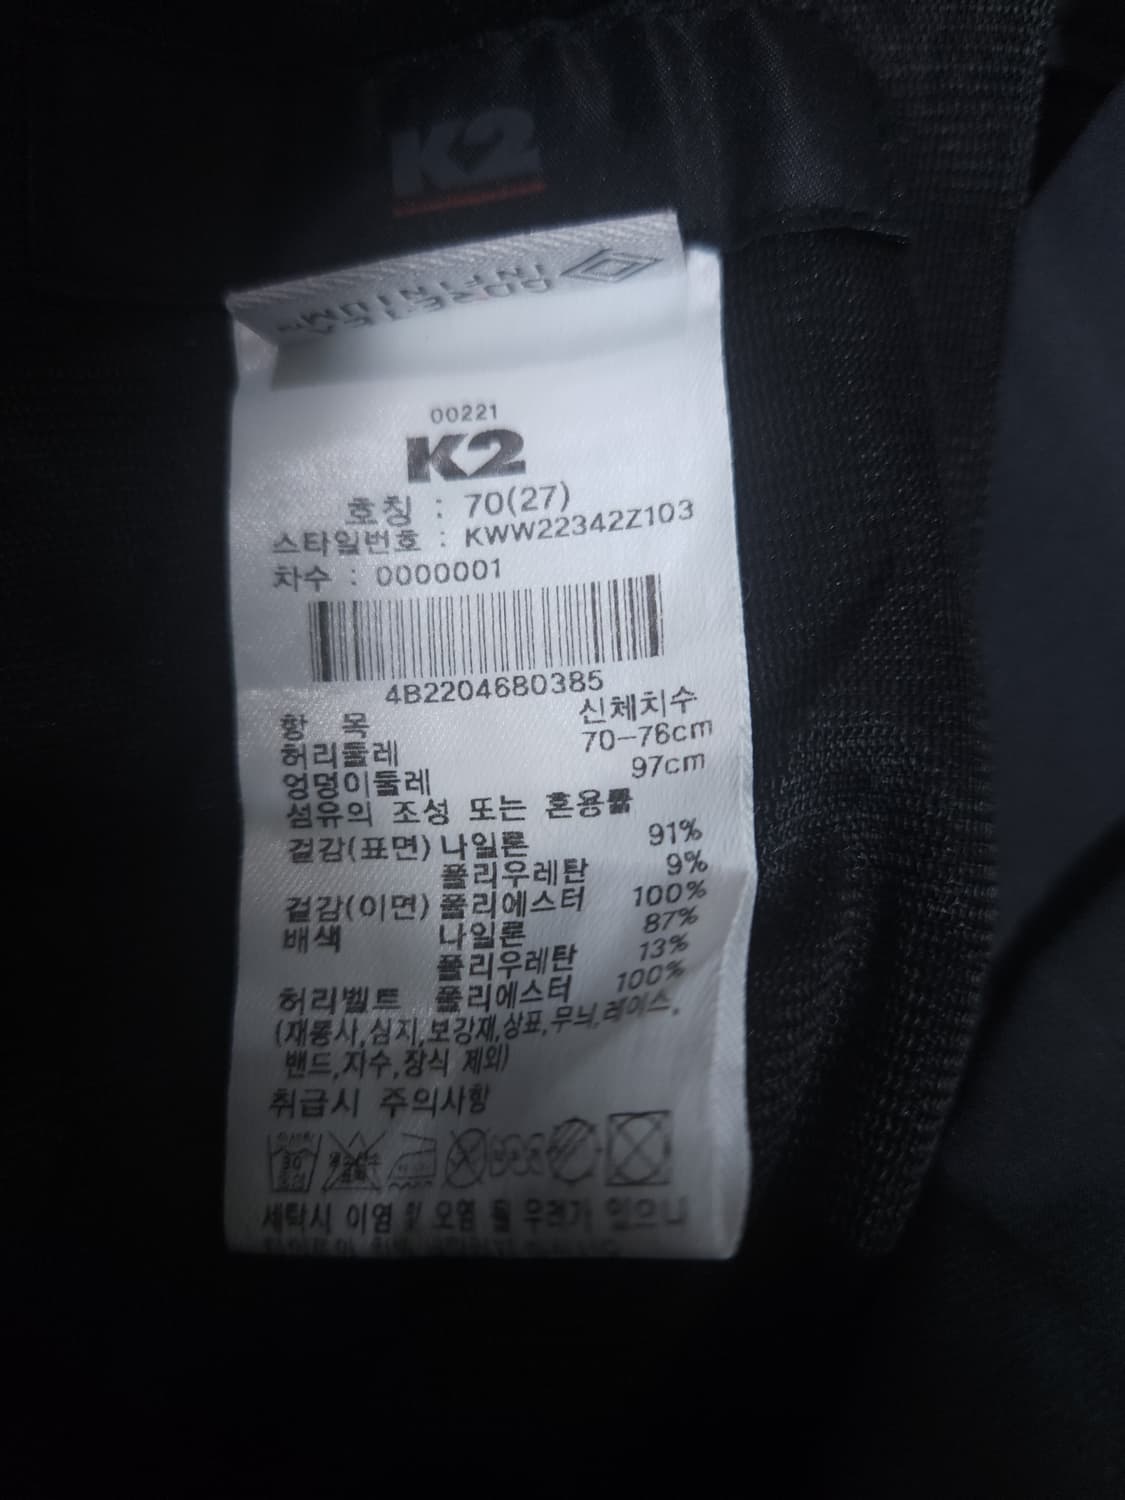 K2
00221
K2
호칭 : 70(27)
스타일번호 : KWW22342Z103
차수 : 0000001
4B2204680385
항 목 신체치수
허리둘레 70-76cm
엉덩이둘레 97cm
섬유의 조성 또는 혼용률
겉감(표면) 나일론 91%
폴리우레탄 9%
겉감(이면) 폴리에스터 100%
배색 나일론 87%
폴리우레탄 13%
허리벨트 폴리에스터 100%
(재봉사,심지,보강재,상표,무늬,레이스,
밴드,자수,장식 제외)
취급시 주의사항
30
세탁시 이염 및 오염 될 우려가 있으니